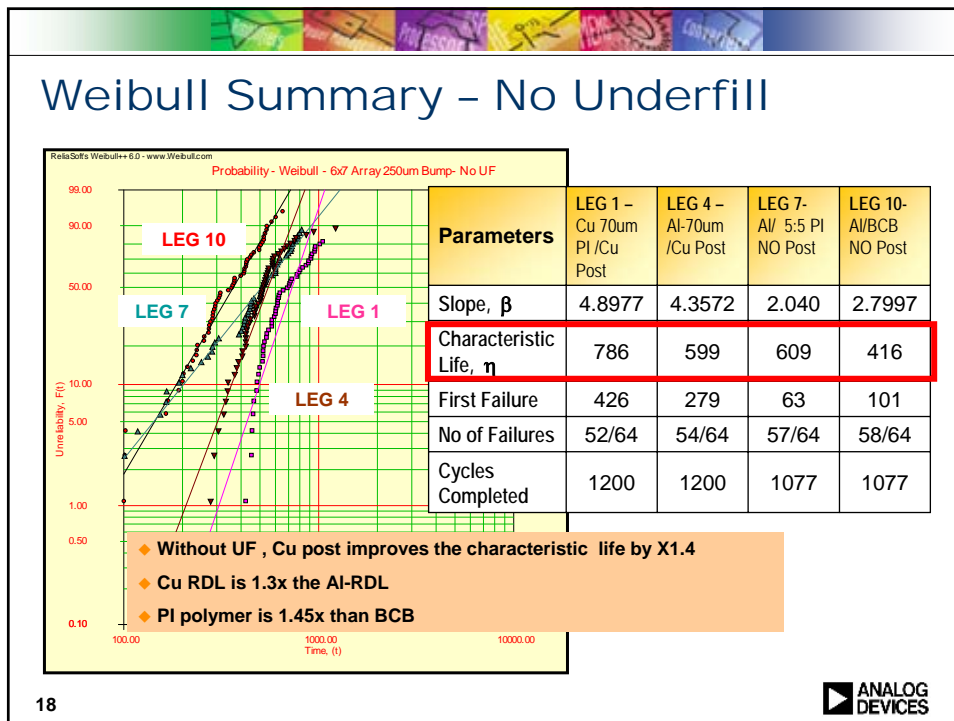 Weibull Summary – No Underfill
ReliaSoft's Weibull++ 6.0 - www.Weibull.com
Probability - Weibull - 6x7 Array 250um Bump- No UF
99.00
90.00
50.00
10.00
5.00
1.00
0.50
0.10
Unreliability, F(t)
100.00
1000.00
10000.00
Time, (t)
LEG 10
LEG 7
LEG 1
LEG 4
Parameters
LEG 1 –
Cu 70um
PI /Cu
Post
LEG 4 –
Al-70um
/Cu Post
LEG 7-
Al/ 5:5 PI
NO Post
LEG 10-
Al/BCB
NO Post
Slope, β
4.8977
4.3572
2.040
2.7997
Characteristic
Life, η
786
599
609
416
First Failure
426
279
63
101
No of Failures
52/64
54/64
57/64
58/64
Cycles
Completed
1200
1200
1077
1077
◆ Without UF , Cu post improves the characteristic life by X1.4
◆ Cu RDL is 1.3x the Al-RDL
◆ PI polymer is 1.45x than BCB
18
ANALOG
DEVICES